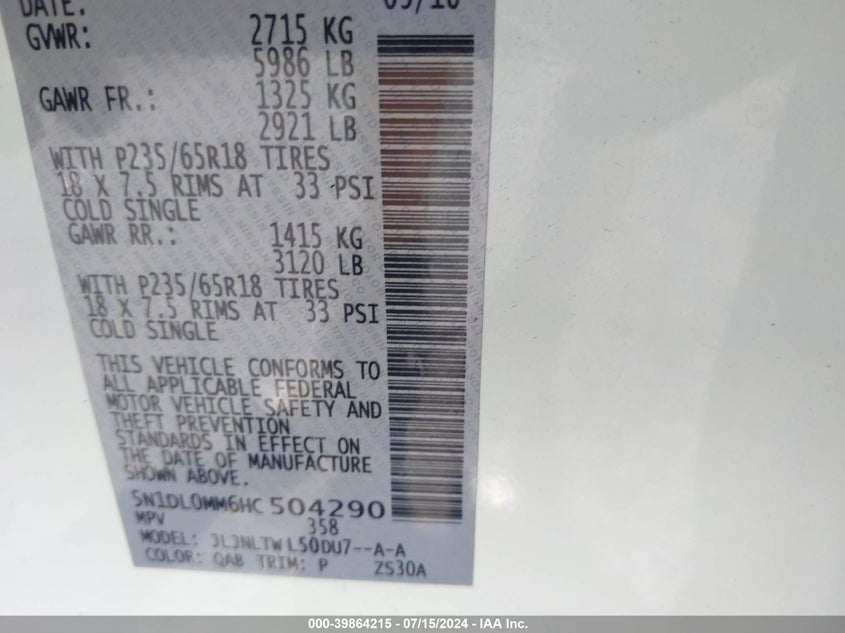 DATE: 09/16
GVWR: 2715 KG
5986 LB
GAWR FR.: 1325 KG
2921 LB
WITH P235/65R18 TIRES
18 X 7.5 RIMS AT 33 PSI
COLD SINGLE
GAWR RR.: 1415 KG
3120 LB
WITH P235/65R18 TIRES
18 X 7.5 RIMS AT 33 PSI
COLD SINGLE
THIS VEHICLE CONFORMS TO
ALL APPLICABLE FEDERAL
MOTOR VEHICLE SAFETY AND
THEFT PREVENTION
STANDARDS IN EFFECT ON
THE DATE OF MANUFACTURE
SHOWN ABOVE.
5N1DL0MM6HC504290
MPV 358
MODEL: JLJNLTWL50DU7--A-A
COLOR: QAB TRIM: P ZS30A
000-39864215 - 07/15/2024 - IAA Inc.